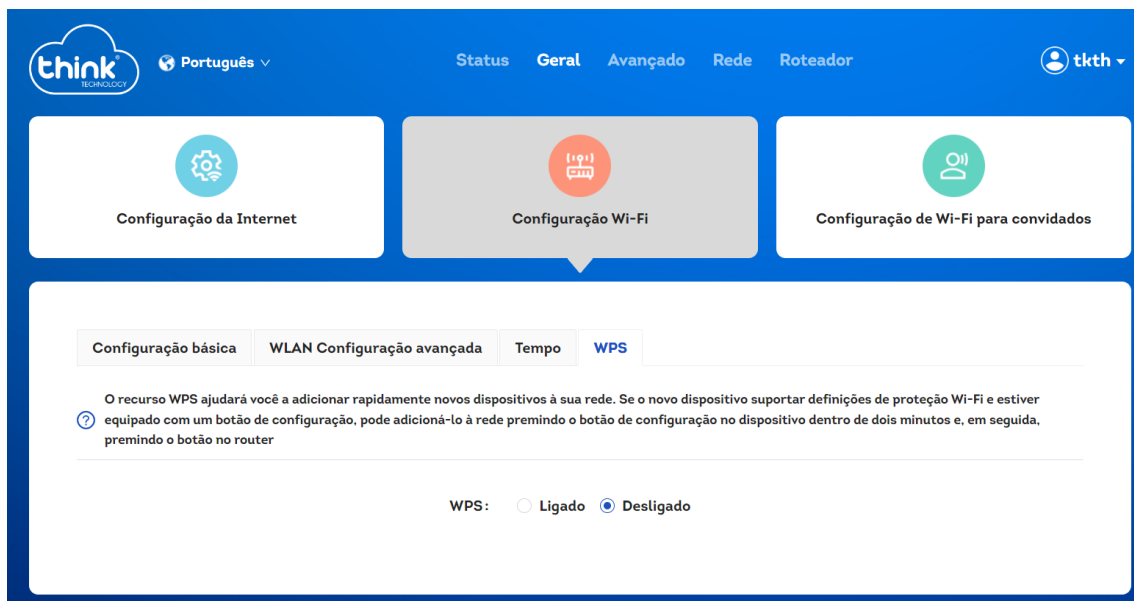 think
TECHNOLOGY
Português
Status Geral Avançado Rede Roteador
tkth
Configuração da Internet
Configuração Wi-Fi
Configuração de Wi-Fi para convidados
Configuração básica WLAN Configuração avançada Tempo WPS
O recurso WPS ajudará você a adicionar rapidamente novos dispositivos à sua rede. Se o novo dispositivo suportar definições de proteção Wi-Fi e estiver
equipado com um botão de configuração, pode adicioná-lo à rede premindo o botão de configuração no dispositivo dentro de dois minutos e, em seguida,
premindo o botão no router
WPS: Ligado Desligado